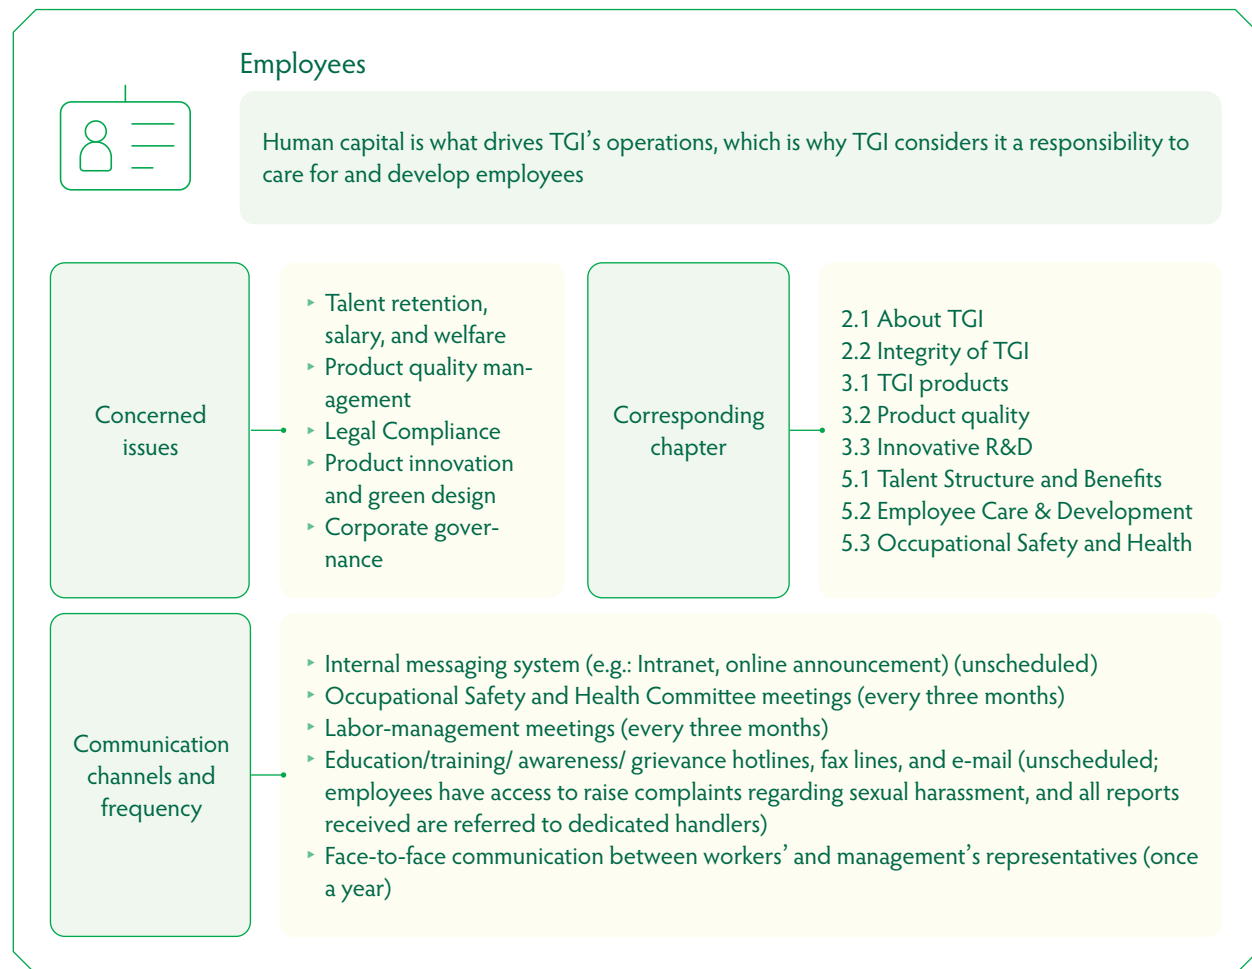 Employees
Human capital is what drives TGI's operations, which is why TGI considers it a responsibility to
care for and develop employees
Concerned
issues
‣ Talent retention,
salary, and welfare
‣ Product quality man-
agement
‣ Legal Compliance
‣ Product innovation
and green design
‣ Corporate gover-
nance
Corresponding
chapter
2.1 About TGI
2.2 Integrity of TGI
3.1 TGI products
3.2 Product quality
3.3 Innovative R&D
5.1 Talent Structure and Benefits
5.2 Employee Care & Development
5.3 Occupational Safety and Health
Communication
channels and
frequency
‣ Internal messaging system (e.g.: Intranet, online announcement) (unscheduled)
‣ Occupational Safety and Health Committee meetings (every three months)
‣ Labor-management meetings (every three months)
‣ Education/training/ awareness/ grievance hotlines, fax lines, and e-mail (unscheduled;
employees have access to raise complaints regarding sexual harassment, and all reports
received are referred to dedicated handlers)
‣ Face-to-face communication between workers' and management's representatives (once
a year)